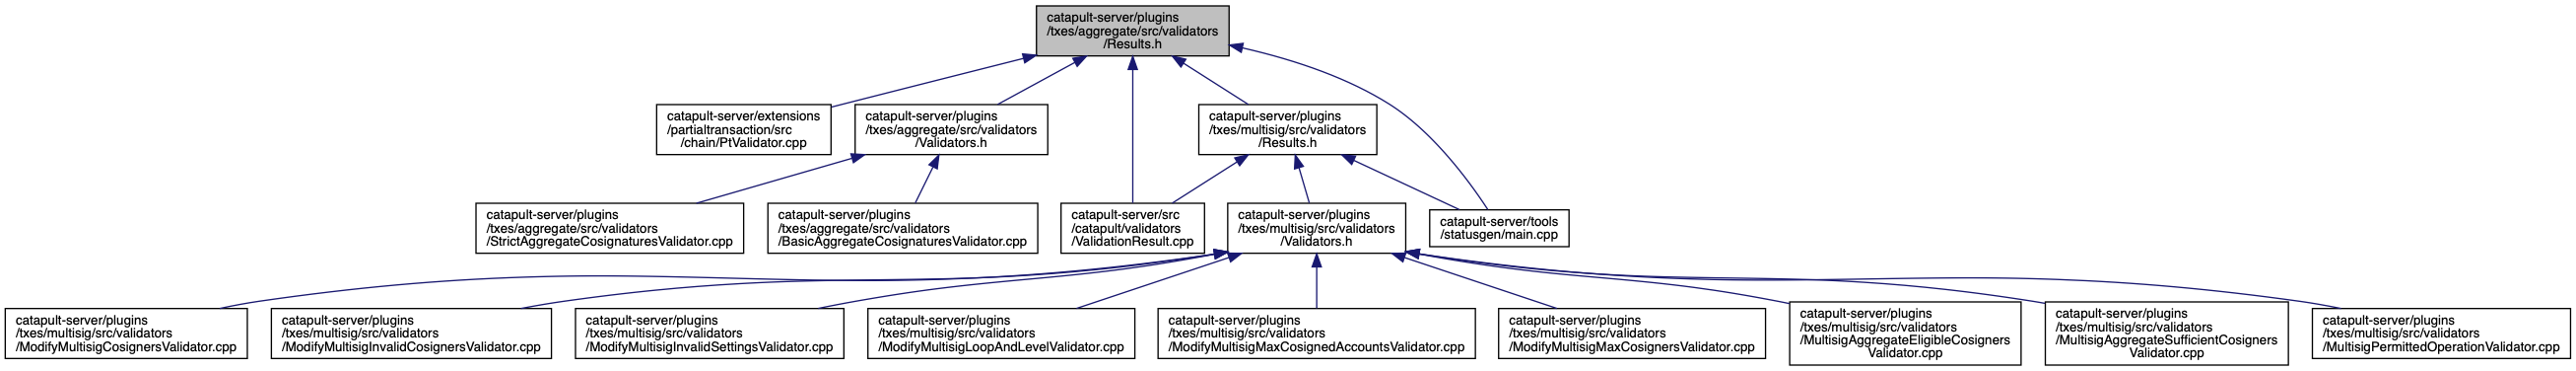 catapult-server/plugins
/txes/aggregate/src/validators
/Results.h
catapult-server/extensions
/partialtransaction/src
/chain/PtValidator.cpp
catapult-server/plugins
/txes/aggregate/src/validators
/Validators.h
catapult-server/plugins
/txes/multisig/src/validators
/Results.h
catapult-server/plugins
/txes/aggregate/src/validators
/StrictAggregateCosignaturesValidator.cpp
catapult-server/plugins
/txes/aggregate/src/validators
/BasicAggregateCosignaturesValidator.cpp
catapult-server/src
/catapult/validators
/ValidationResult.cpp
catapult-server/plugins
/txes/multisig/src/validators
/Validators.h
catapult-server/tools
/statusgen/main.cpp
catapult-server/plugins
/txes/multisig/src/validators
/ModifyMultisigCosignersValidator.cpp
catapult-server/plugins
/txes/multisig/src/validators
/ModifyMultisigInvalidCosignersValidator.cpp
catapult-server/plugins
/txes/multisig/src/validators
/ModifyMultisigInvalidSettingsValidator.cpp
catapult-server/plugins
/txes/multisig/src/validators
/ModifyMultisigLoopAndLevelValidator.cpp
catapult-server/plugins
/txes/multisig/src/validators
/ModifyMultisigMaxCosignedAccountsValidator.cpp
catapult-server/plugins
/txes/multisig/src/validators
/ModifyMultisigMaxCosignersValidator.cpp
catapult-server/plugins
/txes/multisig/src/validators
/MultisigAggregateEligibleCosigners
Validator.cpp
catapult-server/plugins
/txes/multisig/src/validators
/MultisigAggregateSufficientCosigners
Validator.cpp
catapult-server/plugins
/txes/multisig/src/validators
/MultisigPermittedOperationValidator.cpp